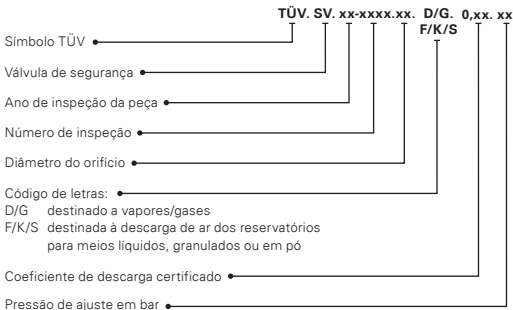 TÜV. SV. xx-xxxx.xx. D/G. 0,xx. xx
F/K/S
Símbolo TÜV
Válvula de segurança
Ano de inspeção da peça
Número de inspeção
Diâmetro do orifício
Código de letras:
D/G destinado a vapores/gases
F/K/S destinada à descarga de ar dos reservatórios
para meios líquidos, granulados ou em pó
Coeficiente de descarga certificado
Pressão de ajuste em bar